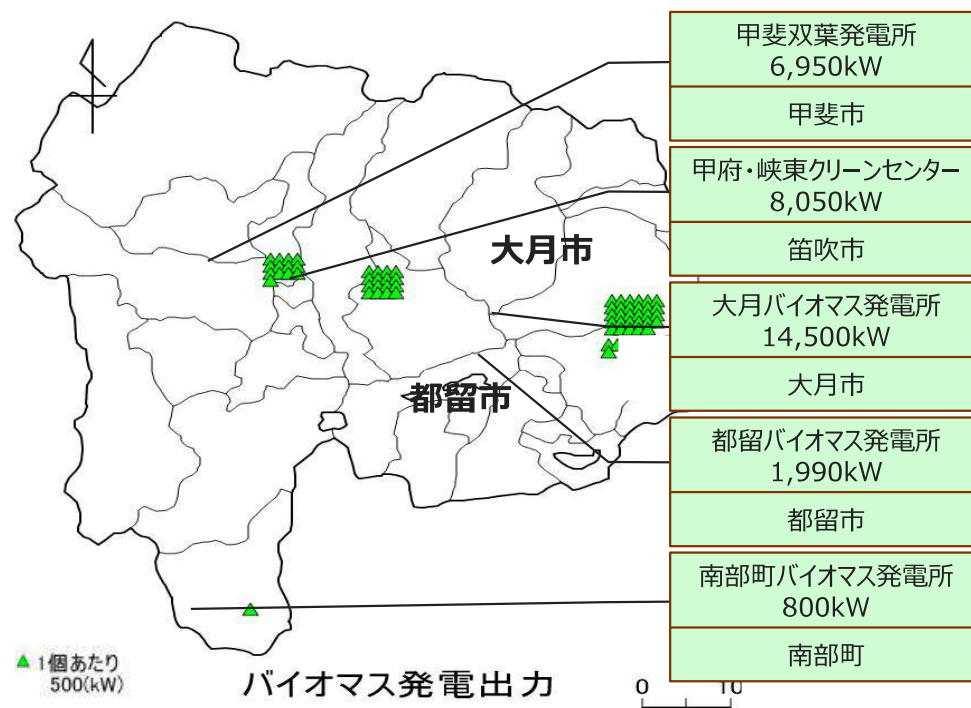 甲斐双葉発電所
6,950kW
甲斐市
甲府・峡東クリーンセンター
8,050kW
笛吹市
大月市
大月バイオマス発電所
14,500kW
大月市
都留市
都留バイオマス発電所
1,990kW
都留市
南部町バイオマス発電所
800kW
南部町
1個あたり
500(kW)
バイオマス発電出力
0 10